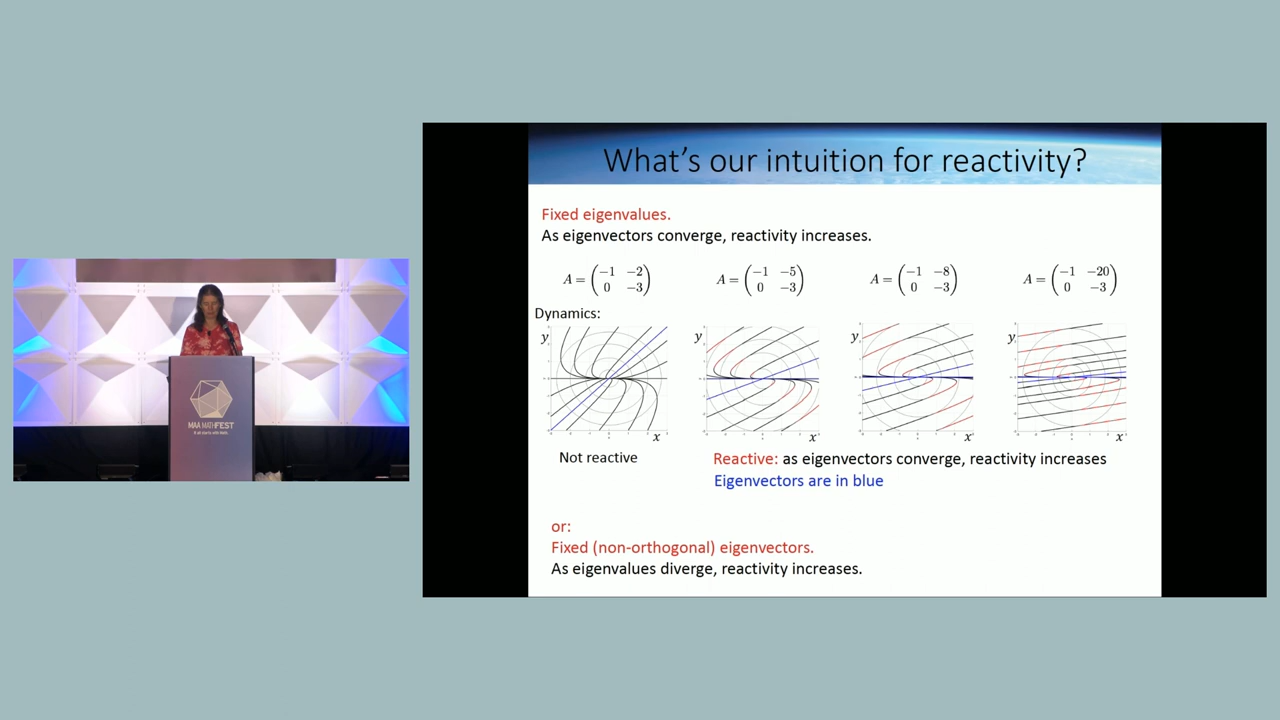 What's our intuition for reactivity?
Fixed eigenvalues.
As eigenvectors converge, reactivity increases.
A = (−1 −2
0 −3)
A = (−1 −5
0 −3)
A = (−1 −8
0 −3)
A = (−1 −20
0 −3)
Dynamics:
y
x
y
x
y
x
y
x
Not reactive
Reactive: as eigenvectors converge, reactivity increases
Eigenvectors are in blue
or:
Fixed (non-orthogonal) eigenvectors.
As eigenvalues diverge, reactivity increases.
MAA MATHFEST